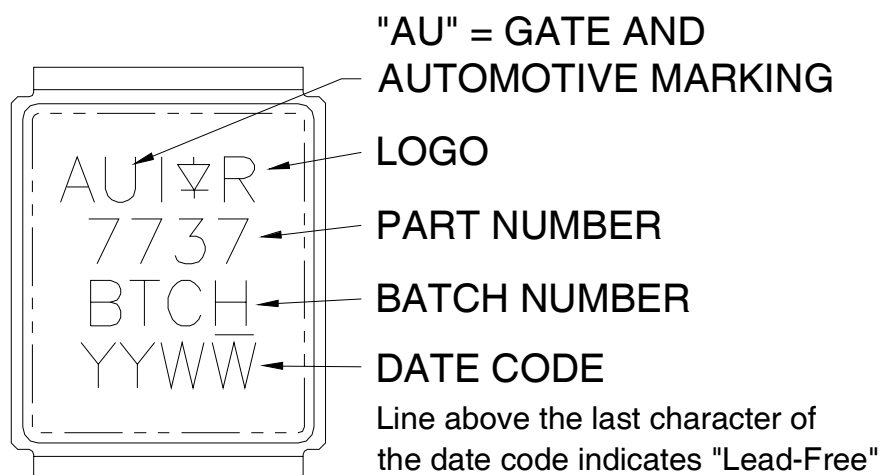 "AU" = GATE AND
AUTOMOTIVE MARKING
AUI R
LOGO
7737
PART NUMBER
BTCH
BATCH NUMBER
YYWW
DATE CODE
Line above the last character of
the date code indicates "Lead-Free"